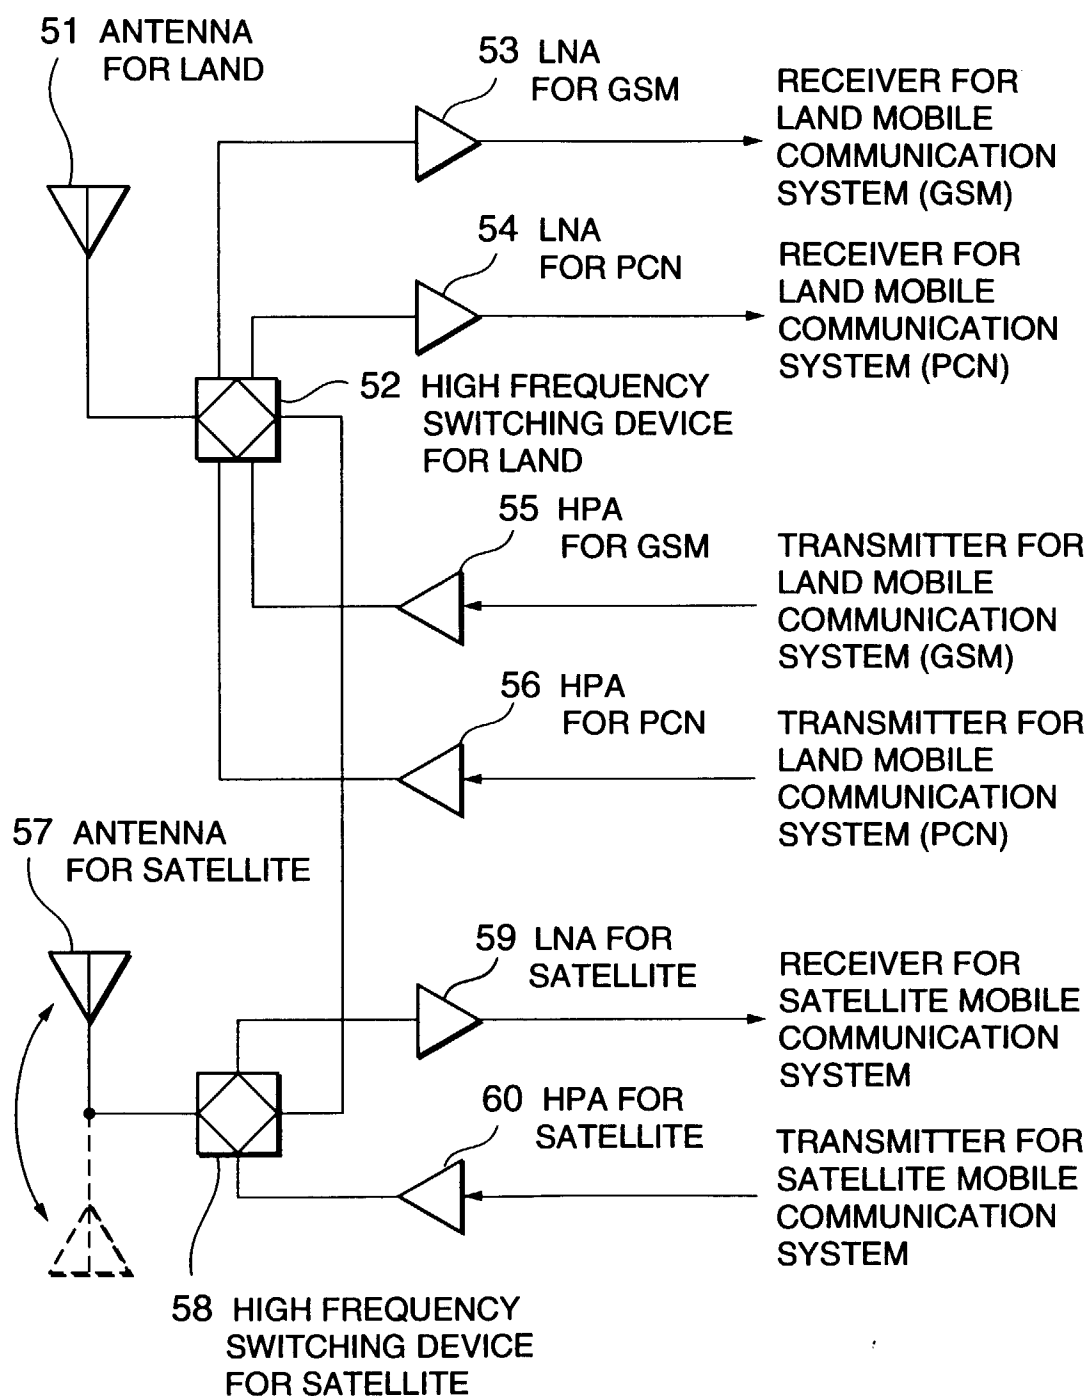 51 ANTENNA
FOR LAND
53 LNA
FOR GSM
RECEIVER FOR
LAND MOBILE
COMMUNICATION
SYSTEM (GSM)
54 LNA
FOR PCN
RECEIVER FOR
LAND MOBILE
COMMUNICATION
SYSTEM (PCN)
52 HIGH FREQUENCY
SWITCHING DEVICE
FOR LAND
55 HPA
FOR GSM
TRANSMITTER FOR
LAND MOBILE
COMMUNICATION
SYSTEM (GSM)
56 HPA
FOR PCN
TRANSMITTER FOR
LAND MOBILE
COMMUNICATION
SYSTEM (PCN)
57 ANTENNA
FOR SATELLITE
59 LNA FOR
SATELLITE
RECEIVER FOR
SATELLITE MOBILE
COMMUNICATION
SYSTEM
60 HPA FOR
SATELLITE
TRANSMITTER FOR
SATELLITE MOBILE
COMMUNICATION
SYSTEM
58 HIGH FREQUENCY
SWITCHING DEVICE
FOR SATELLITE